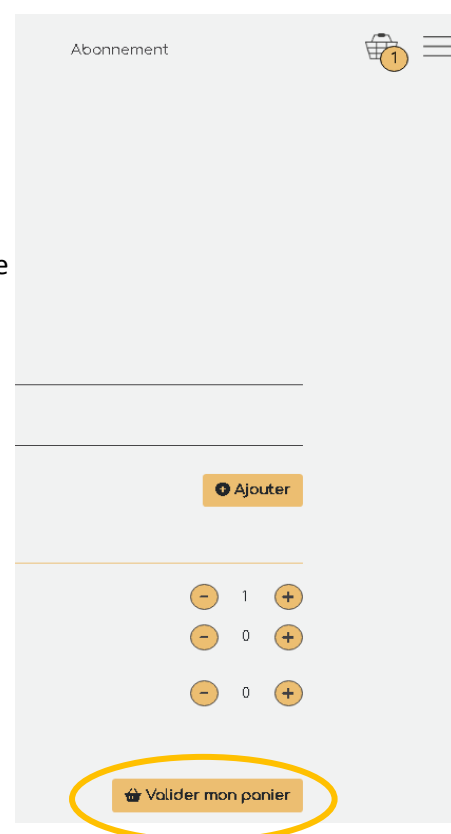 Abonnement
1
e
Ajouter
- 1 +
- 0 +
- 0 +
Valider mon panier